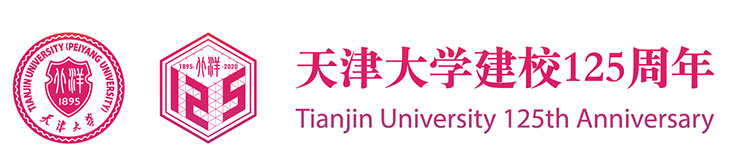 TIANJIN UNIVERSITY (PEIYANG UNIVERSITY)
北洋
1895
天津大学
1895 北洋 2020
125
天津大学建校125周年
Tianjin University 125th Anniversary